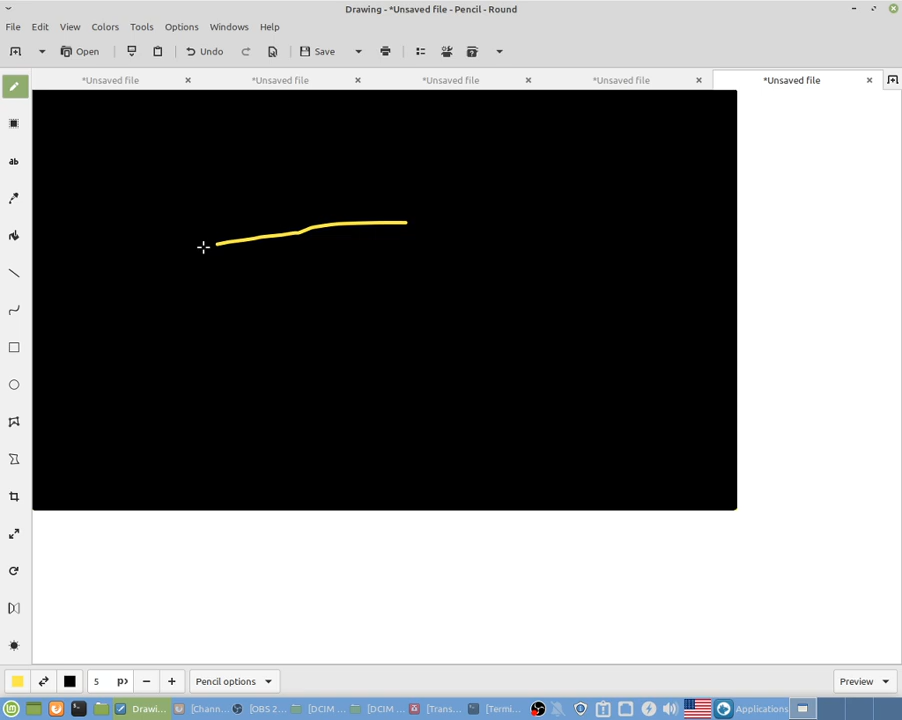 Drawing - *Unsaved file - Pencil - Round
File Edit View Colors Tools Options Windows Help
Open Undo Save
*Unsaved file *Unsaved file *Unsaved file *Unsaved file *Unsaved file
ab
5 px Pencil options Preview
Drawi... [Chann... [OBS 2... [DCIM ... [DCIM ... [Trans... [Termi... Applications